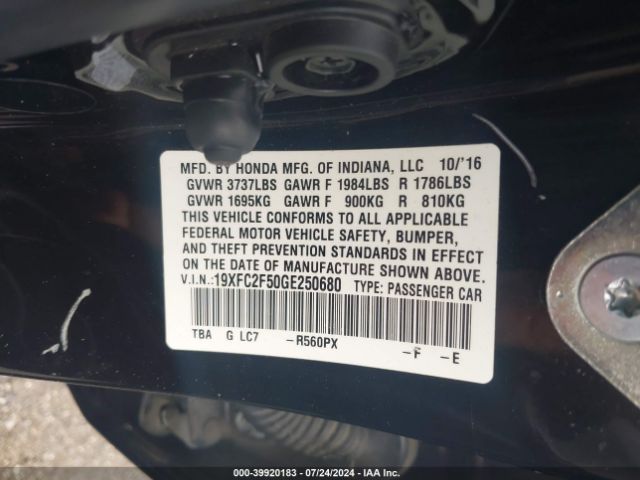 MFD. BY HONDA MFG. OF INDIANA, LLC 10/'16
GVWR 3737LBS GAWR F 1984LBS R 1786LBS
GVWR 1695KG GAWR F 900KG R 810KG
THIS VEHICLE CONFORMS TO ALL APPLICABLE
FEDERAL MOTOR VEHICLE SAFETY, BUMPER,
AND THEFT PREVENTION STANDARDS IN EFFECT
ON THE DATE OF MANUFACTURE SHOWN ABOVE.
V.I.N.:19XFC2F50GE250680 TYPE: PASSENGER CAR
TBA G LC7 -R560PX -F -E
000-39920183 - 07/24/2024 - IAA Inc.